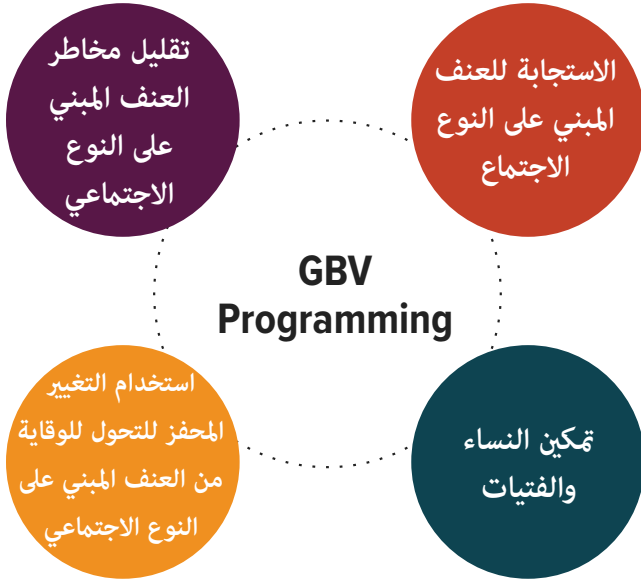 تقليل مخاطر
العنف المبني
على النوع
الاجتماعي
الاستجابة للعنف
المبني على النوع
الاجتماع
GBV
Programming
استخدام التغيير
المحفز للتحول للوقاية
من العنف المبني على
النوع الاجتماعي
تمكين النساء
والفتيات